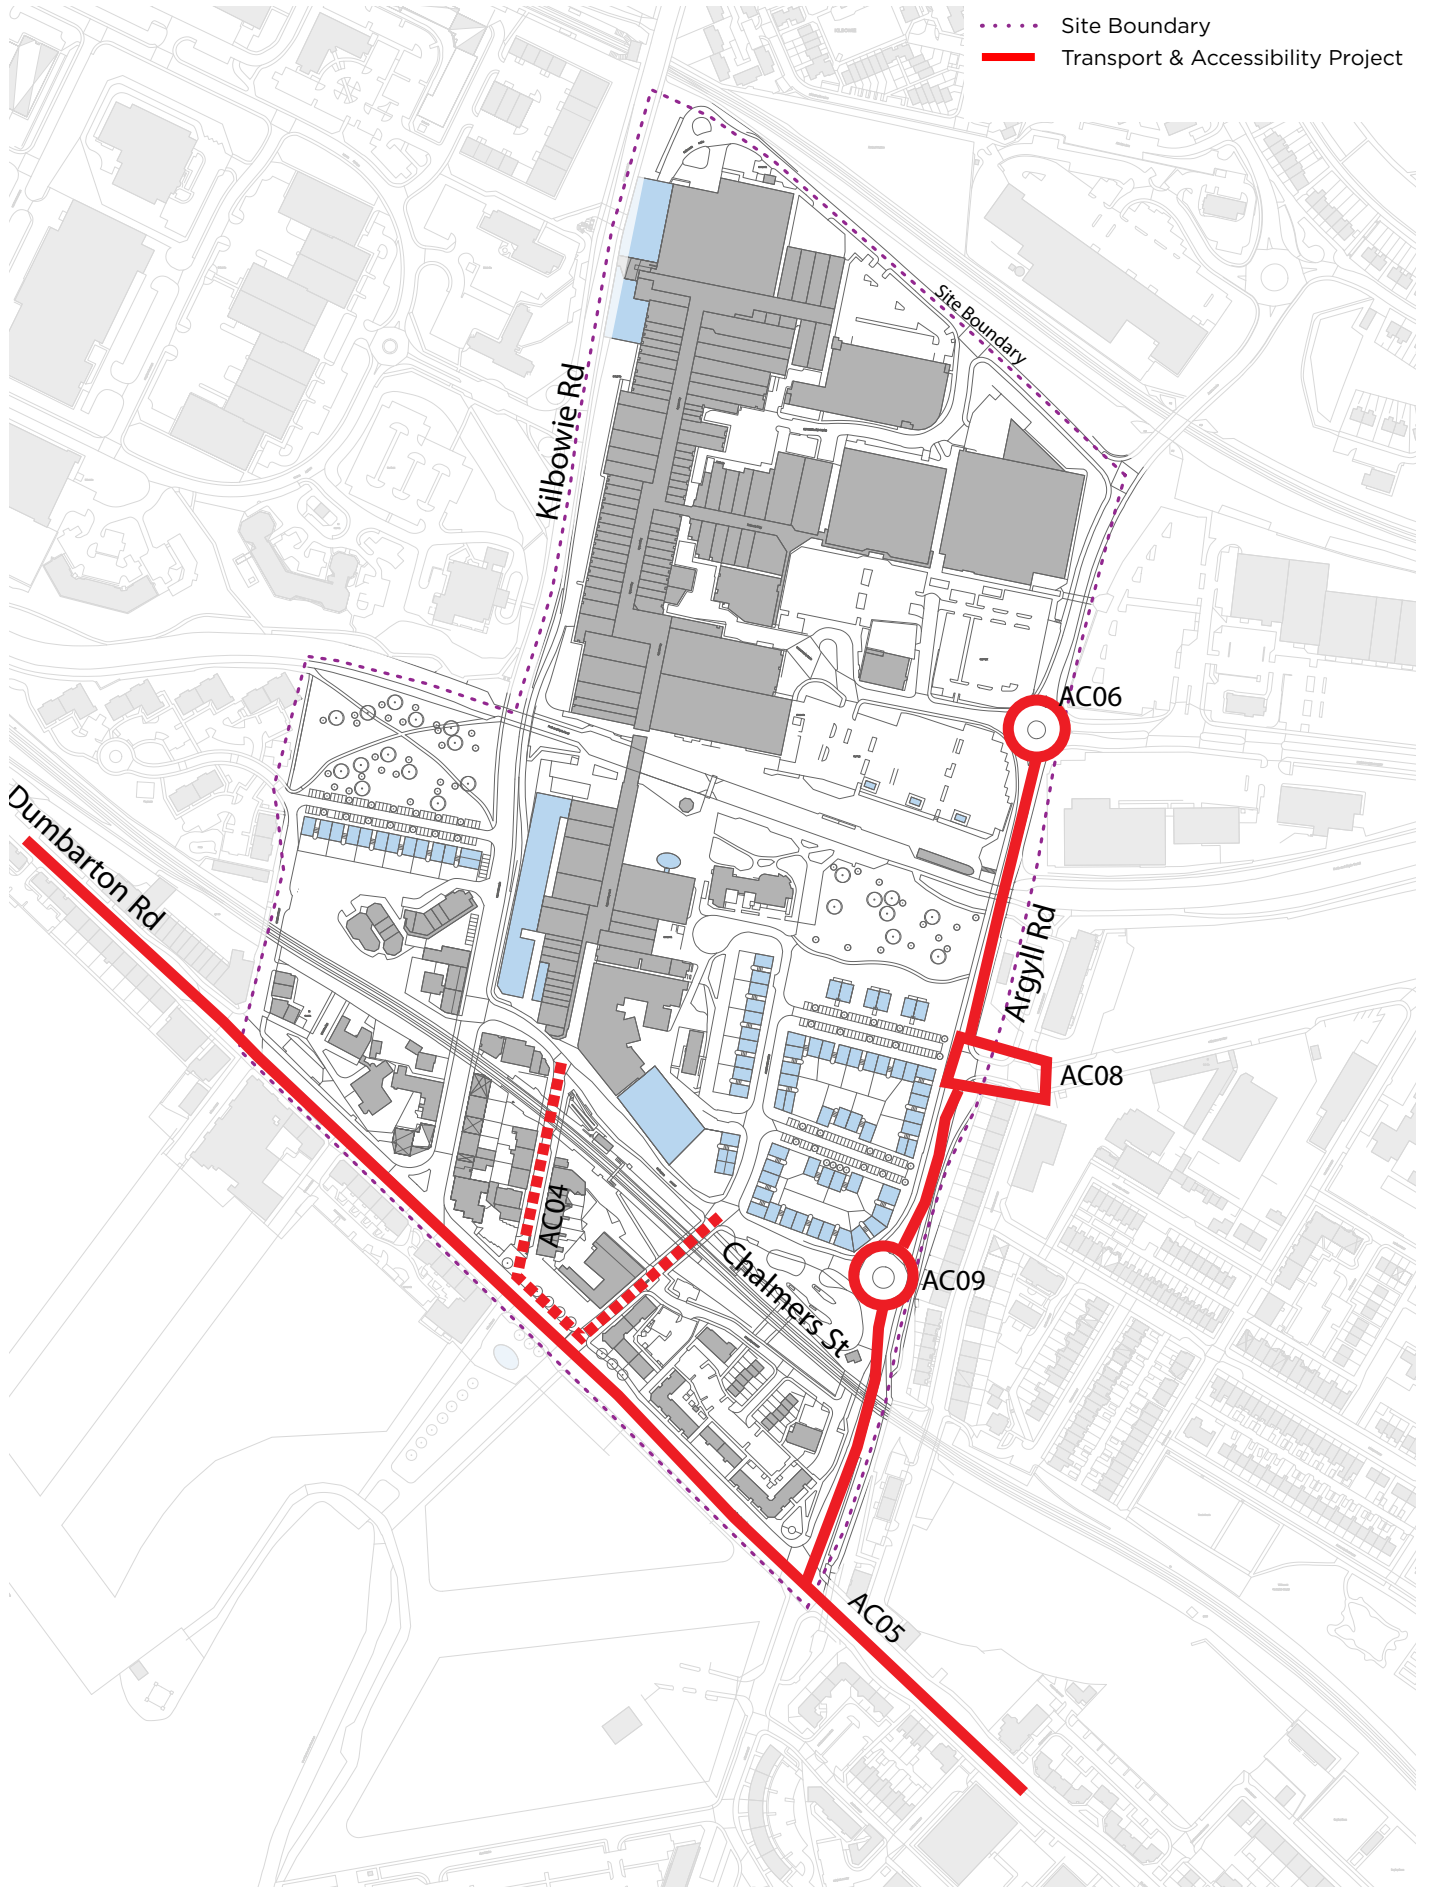 Site Boundary
Transport & Accessibility Project
Site Boundary
Kilbowie Rd
AC06
Dumbarton Rd
Argyll Rd
AC08
AC04
Chalmers St
AC09
AC05